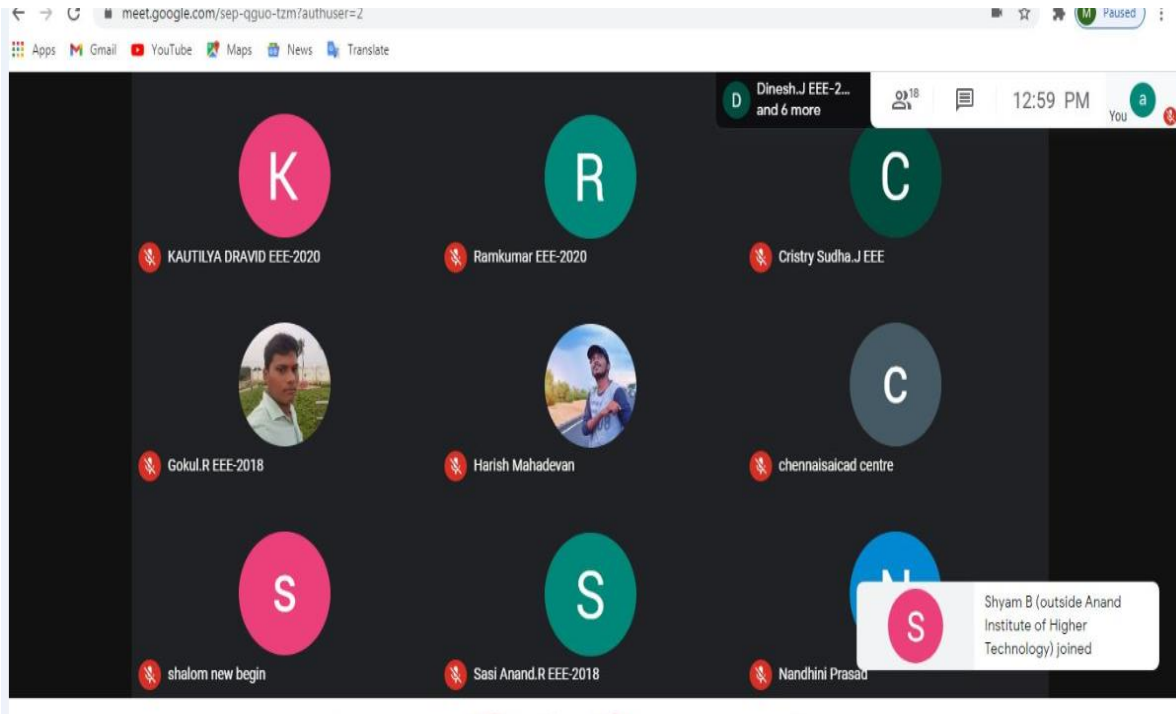 meet.google.com/sep-qguo-tzm?authuser=2
M Paused
Apps M Gmail YouTube Maps News Translate
D Dinesh.J EEE-2...
and 6 more
18
12:59 PM
You a
K R C
KAUTILYA DRAVID EEE-2020 Ramkumar EEE-2020 Cristry Sudha.J EEE
C
Gokul.R EEE-2018 Harish Mahadevan chennaisaicad centre
S S N
shalom new begin Sasi Anand.R EEE-2018 Nandhini Prasad
S Shyam B (outside Anand
Institute of Higher
Technology) joined